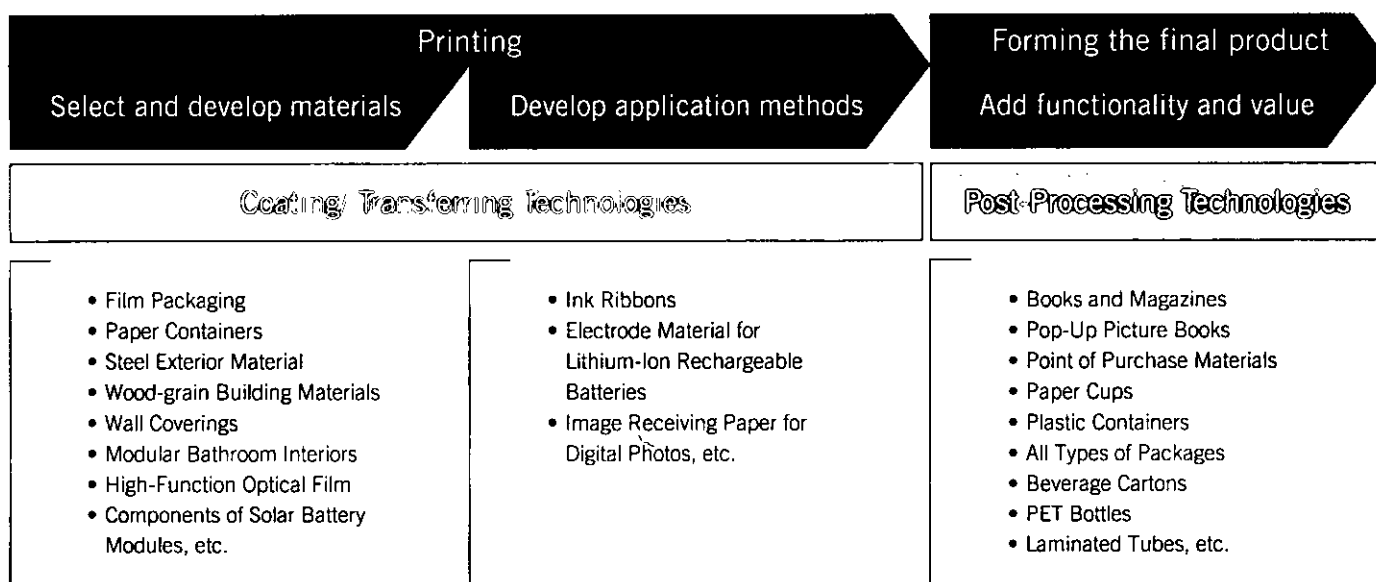 Printing
Select and develop materials
Develop application methods
Forming the final product
Add functionality and value
Coating/ Transferring Technologies
Post-Processing Technologies
• Film Packaging
• Paper Containers
• Steel Exterior Material
• Wood-grain Building Materials
• Wall Coverings
• Modular Bathroom Interiors
• High-Function Optical Film
• Components of Solar Battery
Modules, etc.
• Ink Ribbons
• Electrode Material for
Lithium-Ion Rechargeable
Batteries
• Image Receiving Paper for
Digital Photos, etc.
• Books and Magazines
• Pop-Up Picture Books
• Point of Purchase Materials
• Paper Cups
• Plastic Containers
• All Types of Packages
• Beverage Cartons
• PET Bottles
• Laminated Tubes, etc.